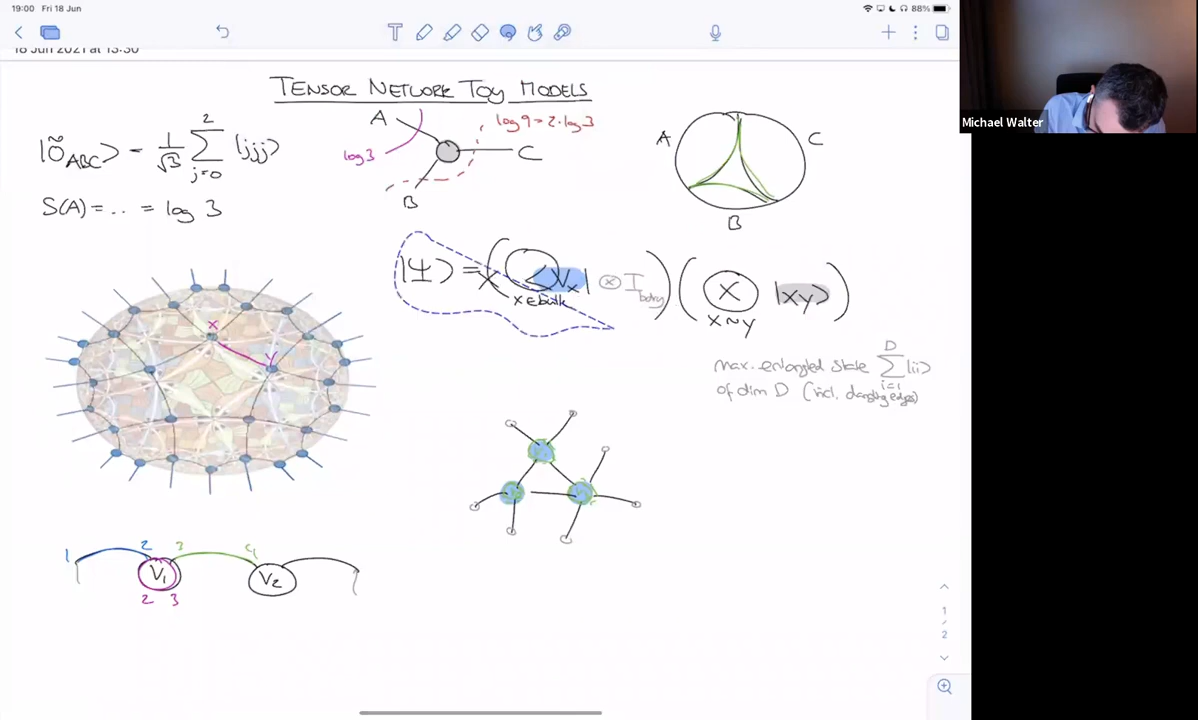 19:00 Fri 18 Jun
88%
18 Jun 2021 at 13:30
TENSOR NETWORK TOY MODELS
|õ_ABC⟩ = 1/√3 ∑_{j=0}^{2} |jjj⟩
S(A) = .. = log 3
A
log 3
log 9 = 2·log 3
C
B
A
C
B
|Ψ⟩ = (⊗_{x∈bulk} ⟨V_x| ⊗ I_bdry) (⊗_{x~y} |xy⟩)
max. entangled state ∑_{i=1}^{D} |ii⟩
of dim D (incl. dangling edges)
X
Y
1 2 3 4
V1 V2
2 3
1
/
2
Michael Walter